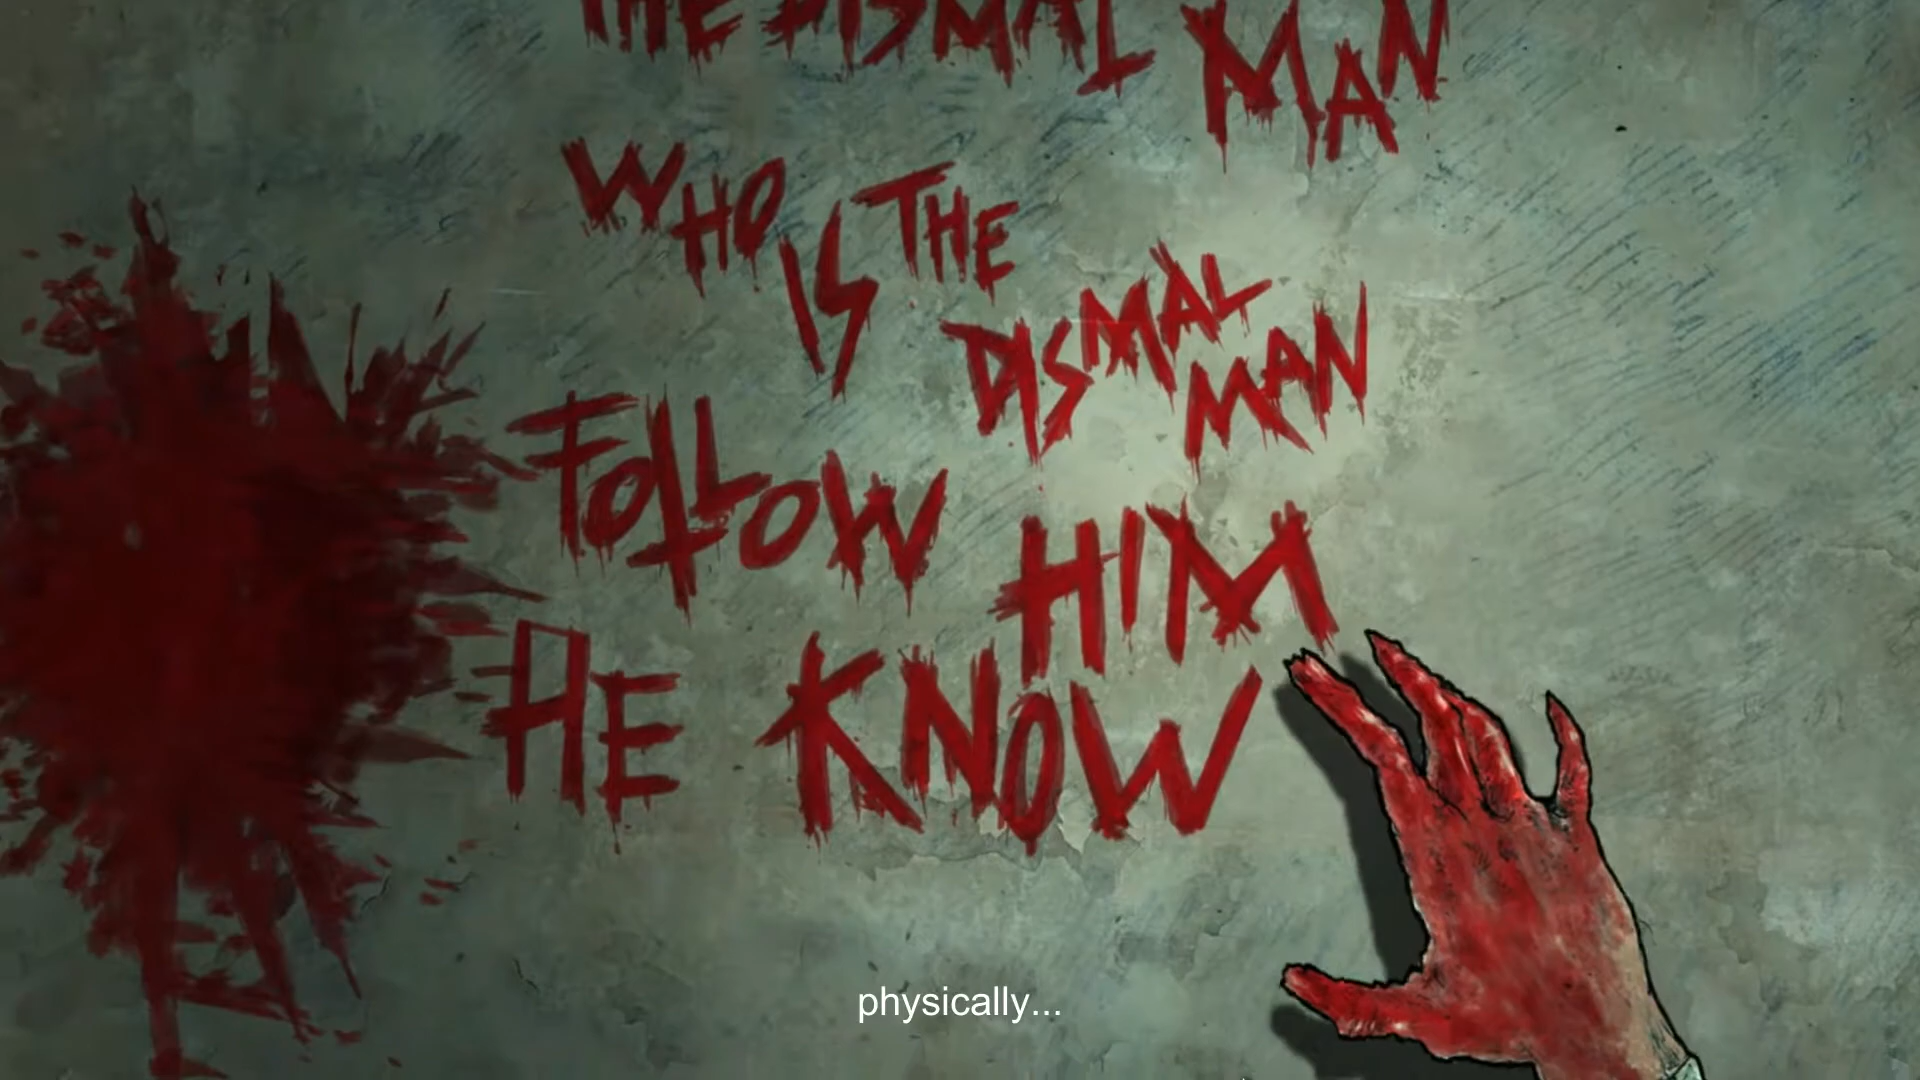 THE DISMAL MAN
WHO IS THE DISMAL MAN
FOLLOW HIM
HE KNOW
physically...